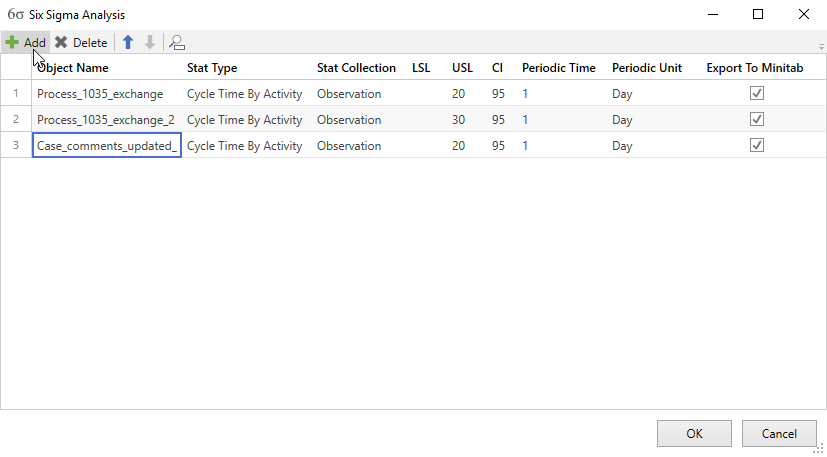 6σ Six Sigma Analysis
Add Delete
Object Name Stat Type Stat Collection LSL USL CI Periodic Time Periodic Unit Export To Minitab
1 Process_1035_exchange Cycle Time By Activity Observation 20 95 1 Day
2 Process_1035_exchange_2 Cycle Time By Activity Observation 30 95 1 Day
3 Case_comments_updated_ Cycle Time By Activity Observation 20 95 1 Day
OK Cancel